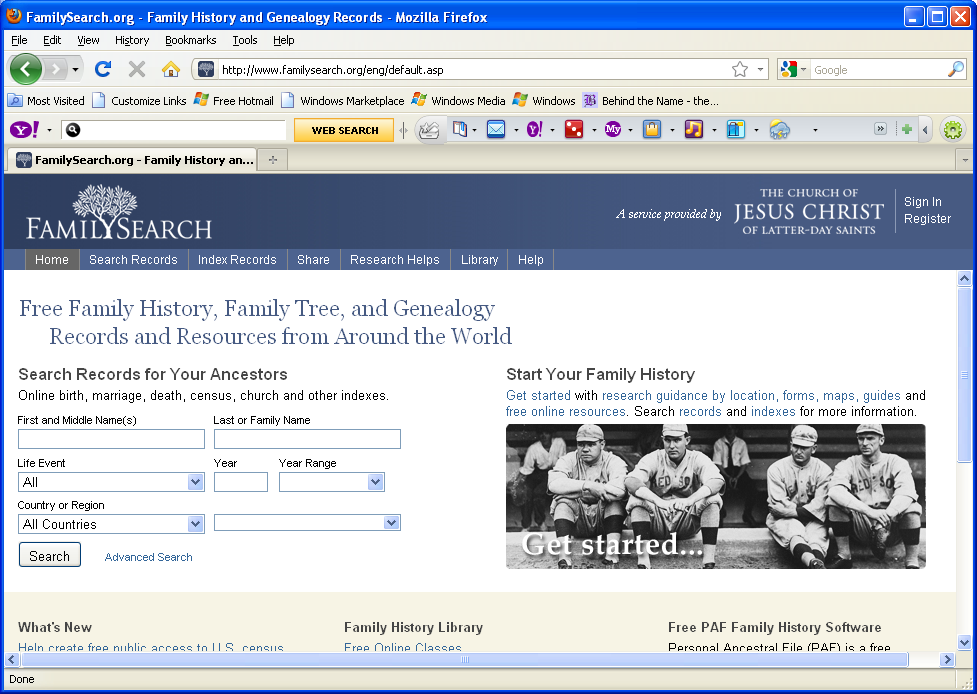 FamilySearch.org - Family History and Genealogy Records - Mozilla Firefox
File Edit View History Bookmarks Tools Help
http://www.familysearch.org/eng/default.asp
Google
Most Visited Customize Links Free Hotmail Windows Marketplace Windows Media Windows Behind the Name - the...
Y! WEB SEARCH Y! My
FamilySearch.org - Family History an...
FAMILYSEARCH
A service provided by
THE CHURCH OF
JESUS CHRIST
OF LATTER-DAY SAINTS
Sign In
Register
Home Search Records Index Records Share Research Helps Library Help
Free Family History, Family Tree, and Genealogy
Records and Resources from Around the World
Search Records for Your Ancestors
Online birth, marriage, death, census, church and other indexes.
First and Middle Name(s) Last or Family Name
Life Event Year Year Range
All
Country or Region
All Countries
Search Advanced Search
Start Your Family History
Get started with research guidance by location, forms, maps, guides and
free online resources. Search records and indexes for more information.
RED SOX
Get started...
What's New
Help create free public access to U.S. census
Family History Library
Free Online Classes
Free PAF Family History Software
Personal Ancestral File (PAF) is a free
Done